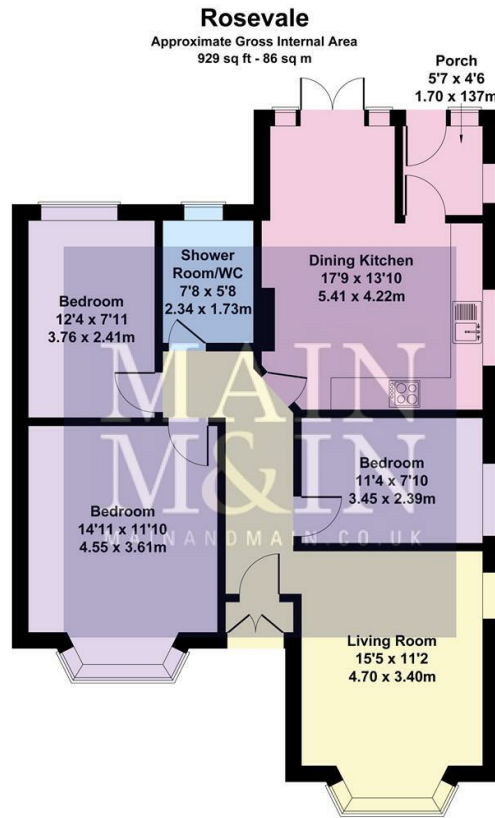 Rosevale
Approximate Gross Internal Area
929 sq ft - 86 sq m
Porch
5'7 x 4'6
1.70 x 137m
Shower
Room/WC
7'8 x 5'8
2.34 x 1.73m
Dining Kitchen
17'9 x 13'10
5.41 x 4.22m
Bedroom
12'4 x 7'11
3.76 x 2.41m
MAIN
M&IN
MAINANDMAIN.CO.UK
Bedroom
11'4 x 7'10
3.45 x 2.39m
Bedroom
14'11 x 11'10
4.55 x 3.61m
Living Room
15'5 x 11'2
4.70 x 3.40m